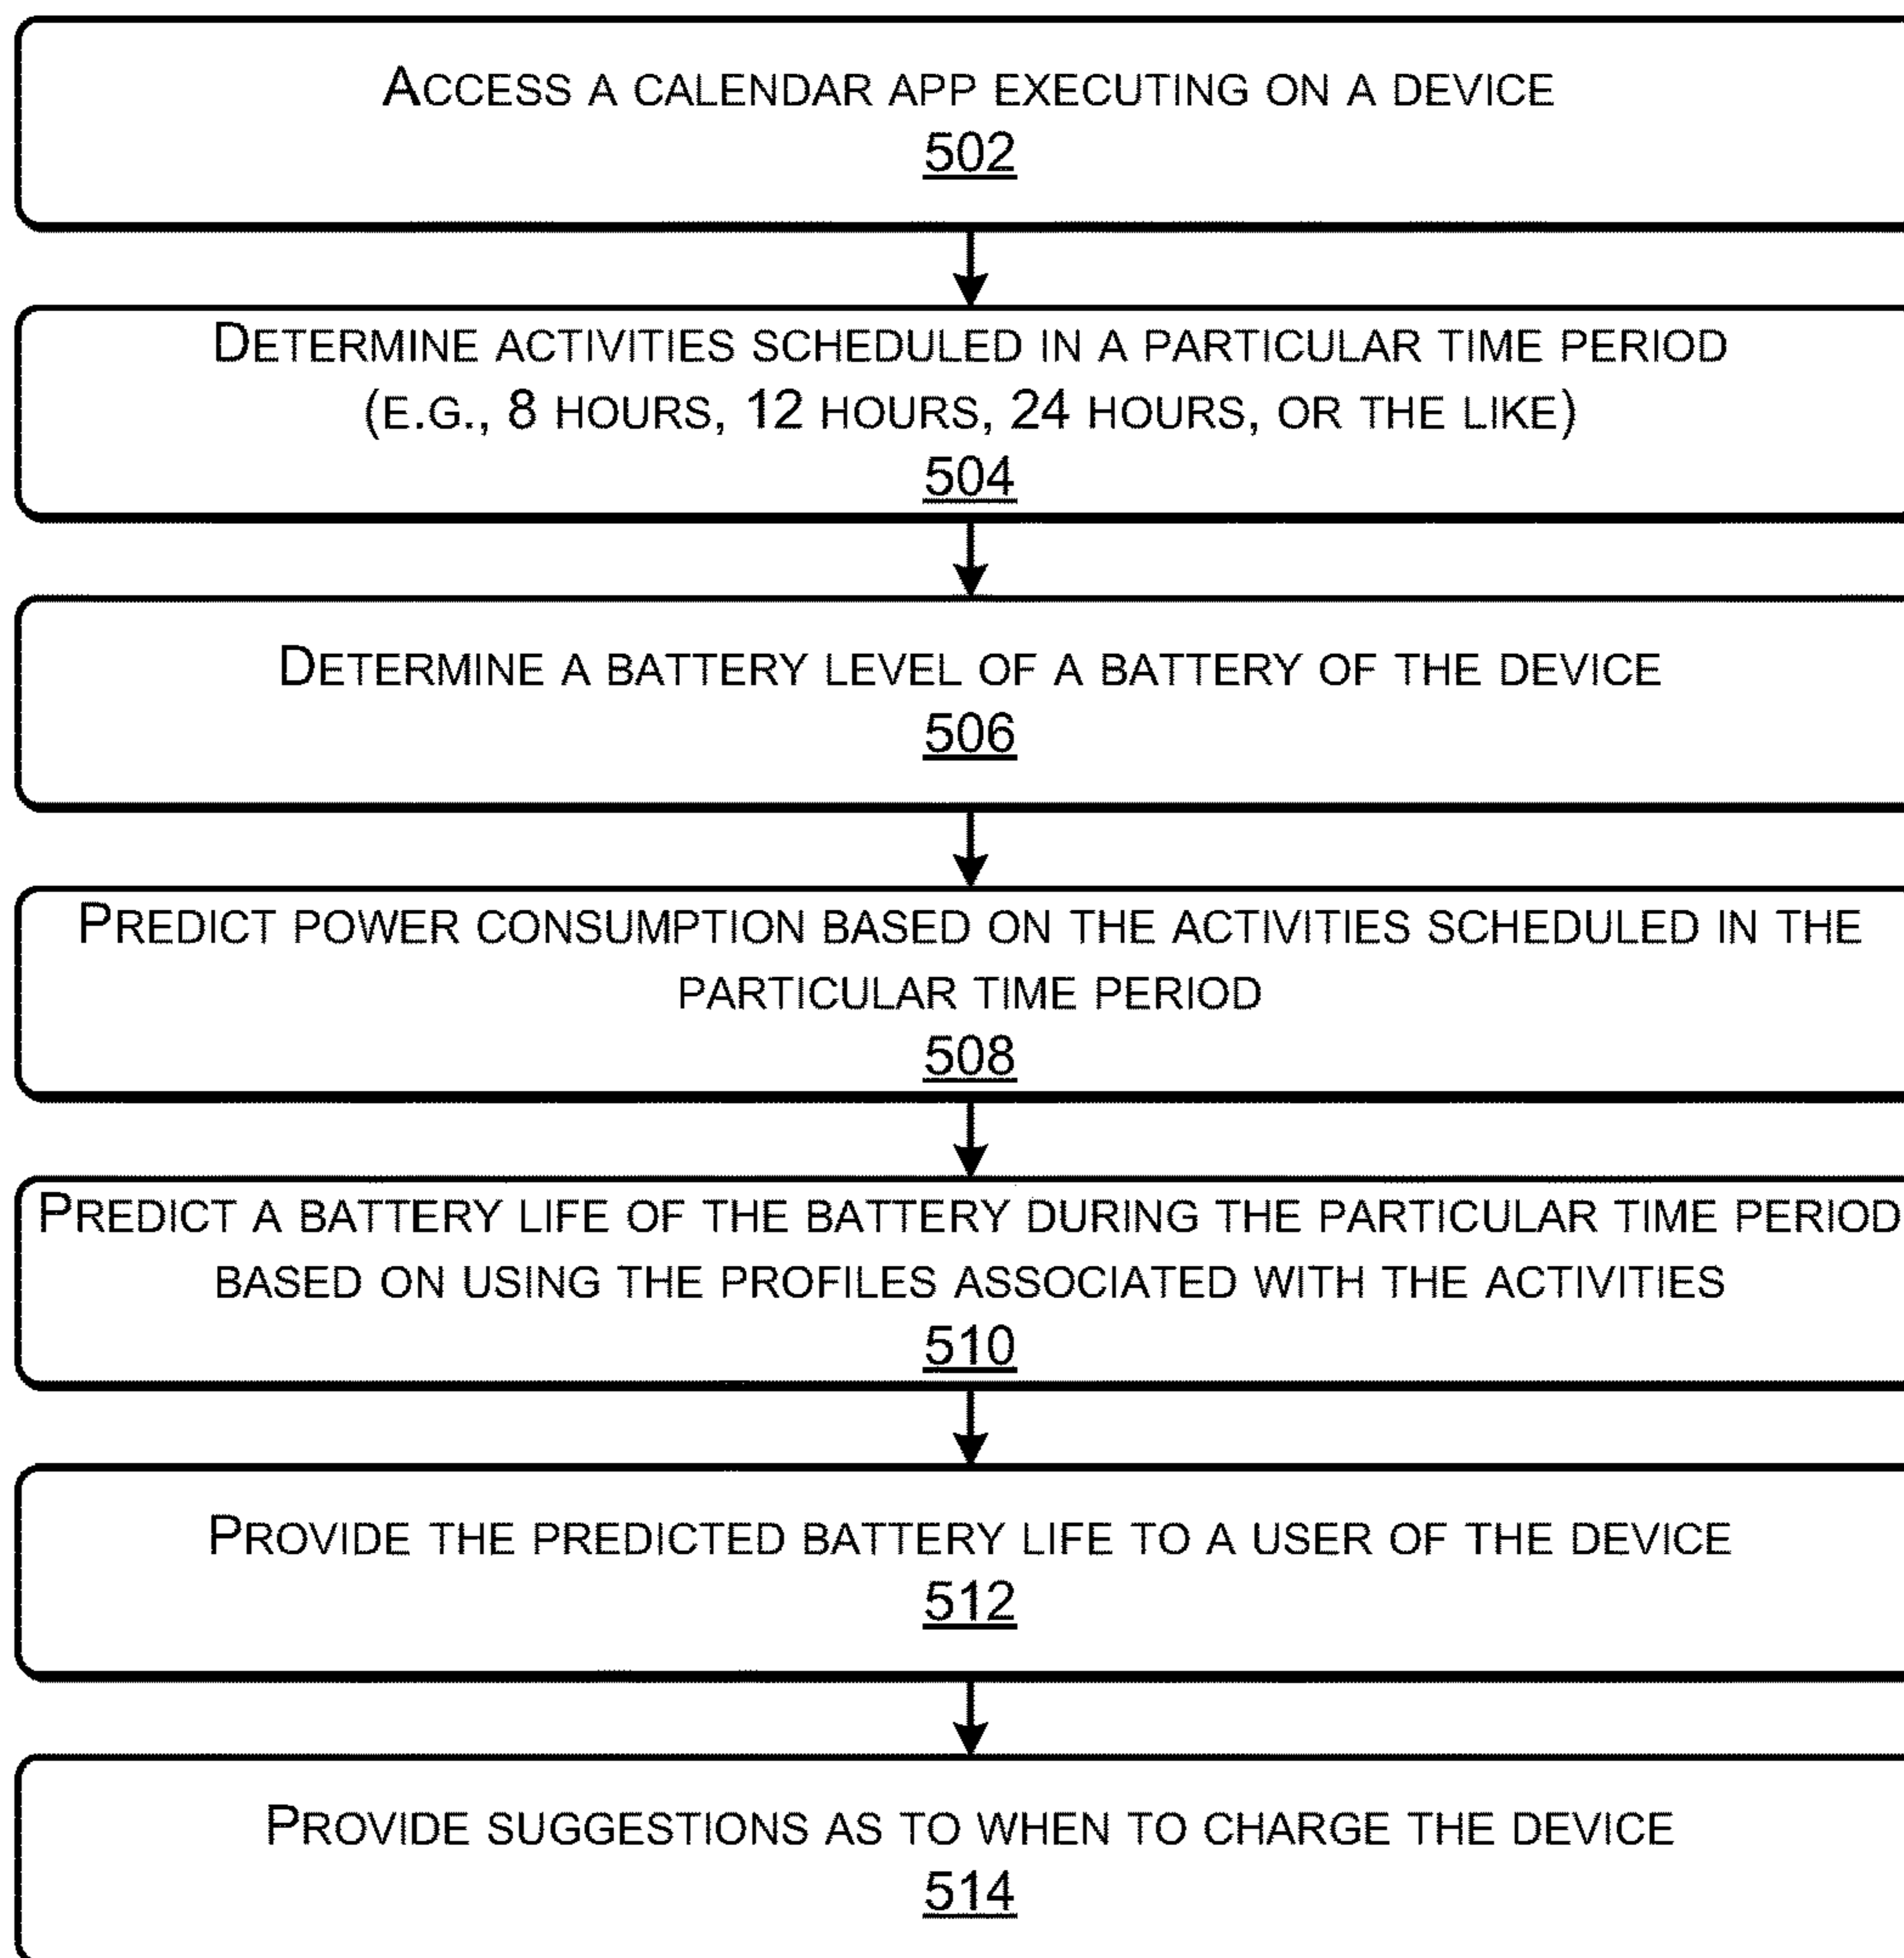 ACCESS A CALENDAR APP EXECUTING ON A DEVICE
502
DETERMINE ACTIVITIES SCHEDULED IN A PARTICULAR TIME PERIOD
(E.G., 8 HOURS, 12 HOURS, 24 HOURS, OR THE LIKE)
504
DETERMINE A BATTERY LEVEL OF A BATTERY OF THE DEVICE
506
PREDICT POWER CONSUMPTION BASED ON THE ACTIVITIES SCHEDULED IN THE
PARTICULAR TIME PERIOD
508
PREDICT A BATTERY LIFE OF THE BATTERY DURING THE PARTICULAR TIME PERIOD
BASED ON USING THE PROFILES ASSOCIATED WITH THE ACTIVITIES
510
PROVIDE THE PREDICTED BATTERY LIFE TO A USER OF THE DEVICE
512
PROVIDE SUGGESTIONS AS TO WHEN TO CHARGE THE DEVICE
514